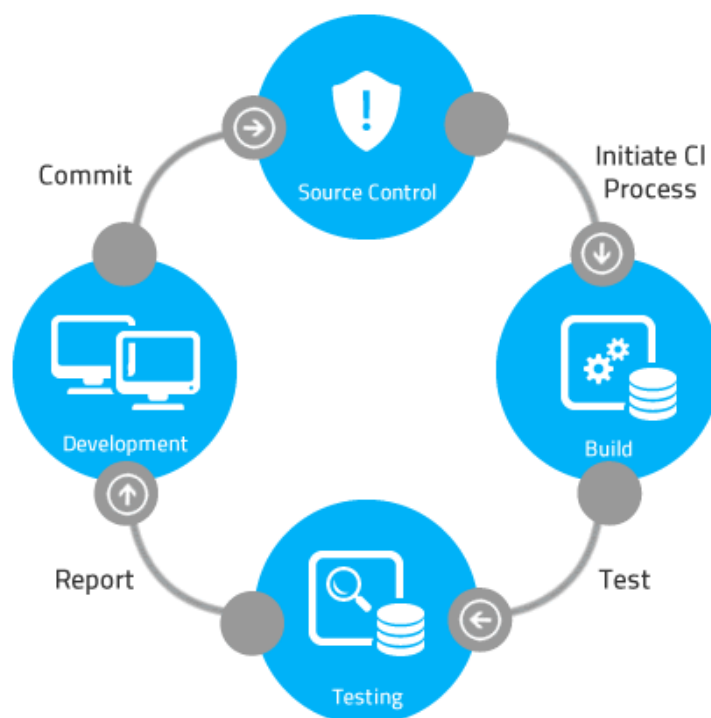 Source Control
Commit
Initiate CI
Process
Development
Build
Report
Test
Testing